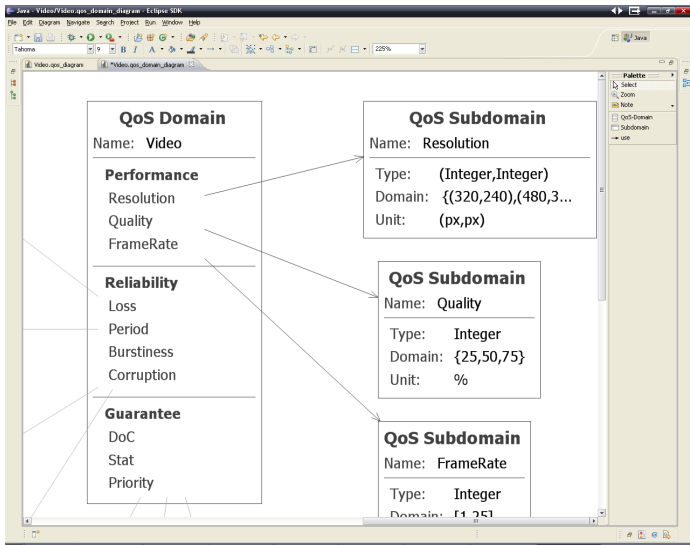 Java - Video/Video.qos_domain_diagram - Eclipse SDK
File Edit Diagram Navigate Search Project Run Window Help
Java
Tahoma 9 B I A 225%
Video.qos_diagram *Video.qos_domain_diagram
Palette
Select
Zoom
Note
QoS-Domain
Subdomain
use
QoS Domain
Name: Video
Performance
Resolution
Quality
FrameRate
Reliability
Loss
Period
Burstiness
Corruption
Guarantee
DoC
Stat
Priority
QoS Subdomain
Name: Resolution
Type: (Integer,Integer)
Domain: {(320,240),(480,3...
Unit: (px,px)
QoS Subdomain
Name: Quality
Type: Integer
Domain: {25,50,75}
Unit: %
QoS Subdomain
Name: FrameRate
Type: Integer
Domain: [1,25]